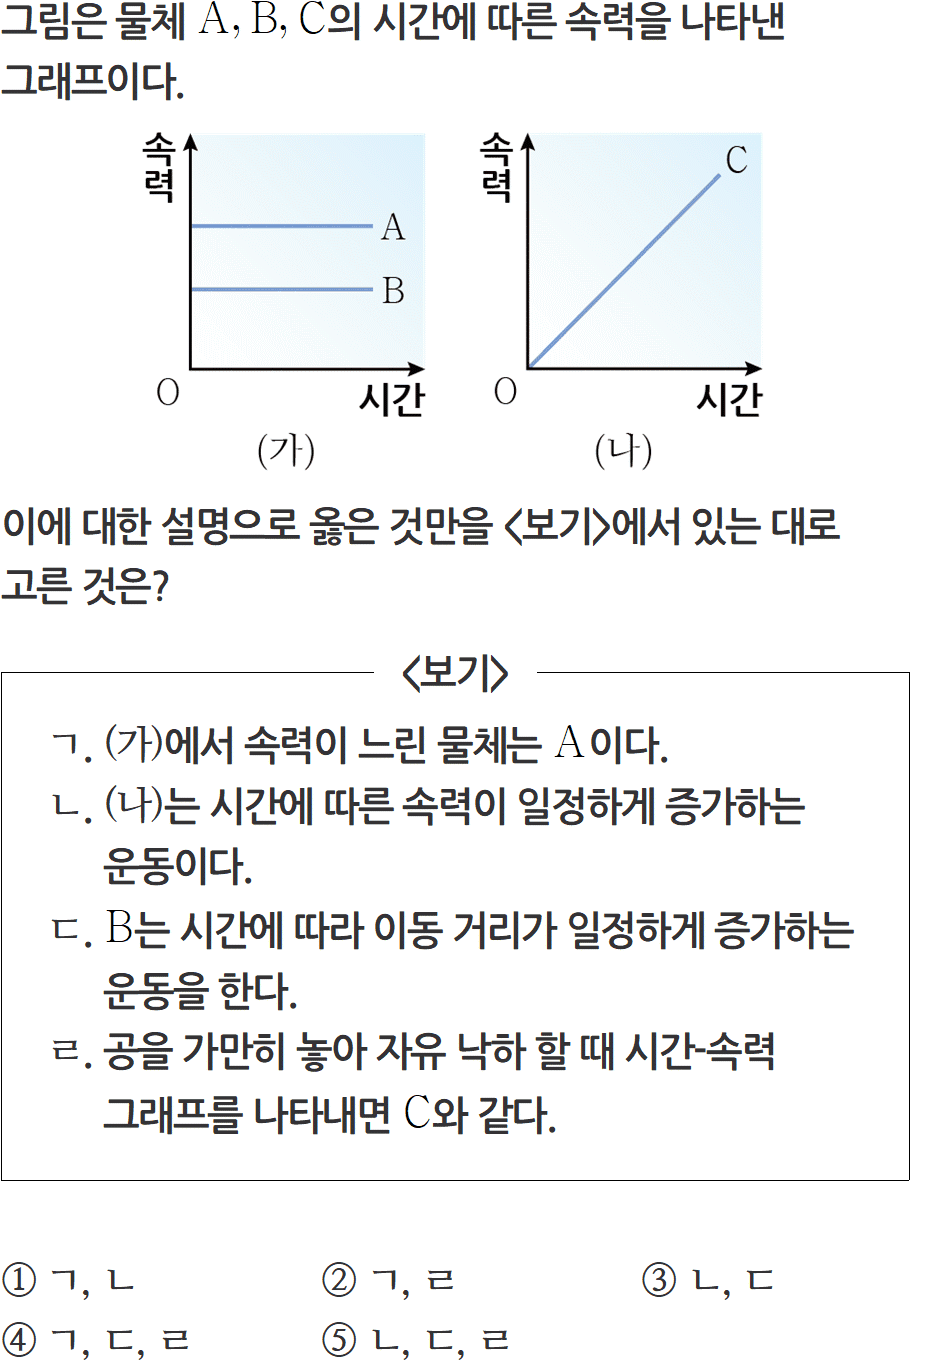 그림은 물체 A, B, C의 시간에 따른 속력을 나타낸
그래프이다.
속력
A
B
O
시간
(가)
속력
C
O
시간
(나)
이에 대한 설명으로 옳은 것만을 <보기>에서 있는 대로
고른 것은?
<보기>
ㄱ. (가)에서 속력이 느린 물체는 A이다.
ㄴ. (나)는 시간에 따른 속력이 일정하게 증가하는
운동이다.
ㄷ. B는 시간에 따라 이동 거리가 일정하게 증가하는
운동을 한다.
ㄹ. 공을 가만히 놓아 자유 낙하 할 때 시간-속력
그래프를 나타내면 C와 같다.
① ㄱ, ㄴ ② ㄱ, ㄹ ③ ㄴ, ㄷ
④ ㄱ, ㄷ, ㄹ ⑤ ㄴ, ㄷ, ㄹ